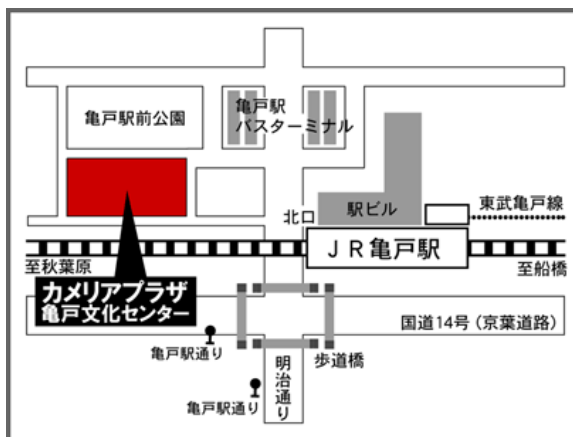 亀戸駅前公園
亀戸駅
バスターミナル
北口
駅ビル
東武亀戸線
JR亀戸駅
至秋葉原
至船橋
カメリアプラザ
亀戸文化センター
国道14号(京葉道路)
亀戸駅通り
歩道橋
明治通り
亀戸駅通り